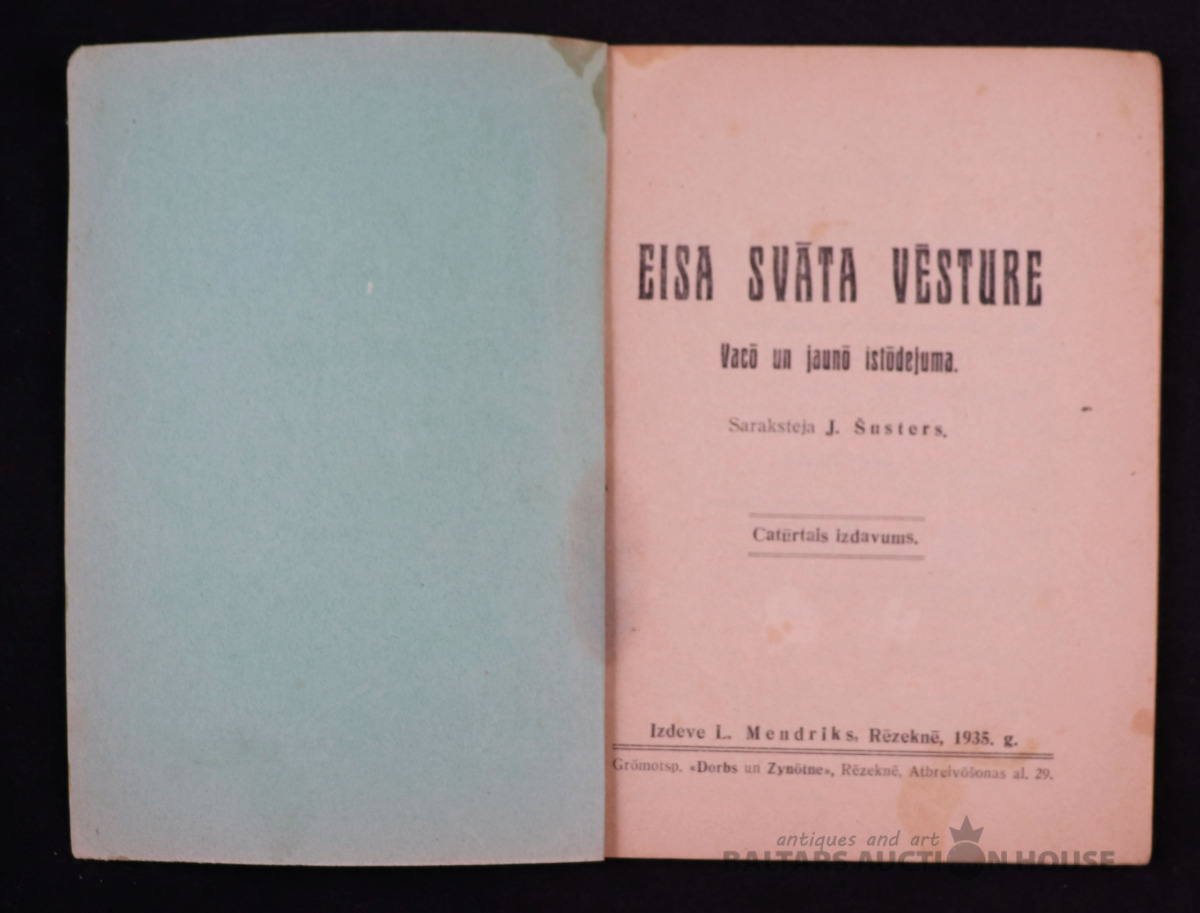 EISA SVĀTA VĒSTURE
Vacō un jaunō istōdejuma.
Saraksteja J. Šusters.
Catūrtais izdavums.
Izdeve L. Mendriks, Rēzeknē, 1935. g.
Grōmotsp. «Dorbs un Zynōtne», Rēzeknē, Atbreivōšonas al. 29.
antiques and art
BALTARS AUCTION HOUSE